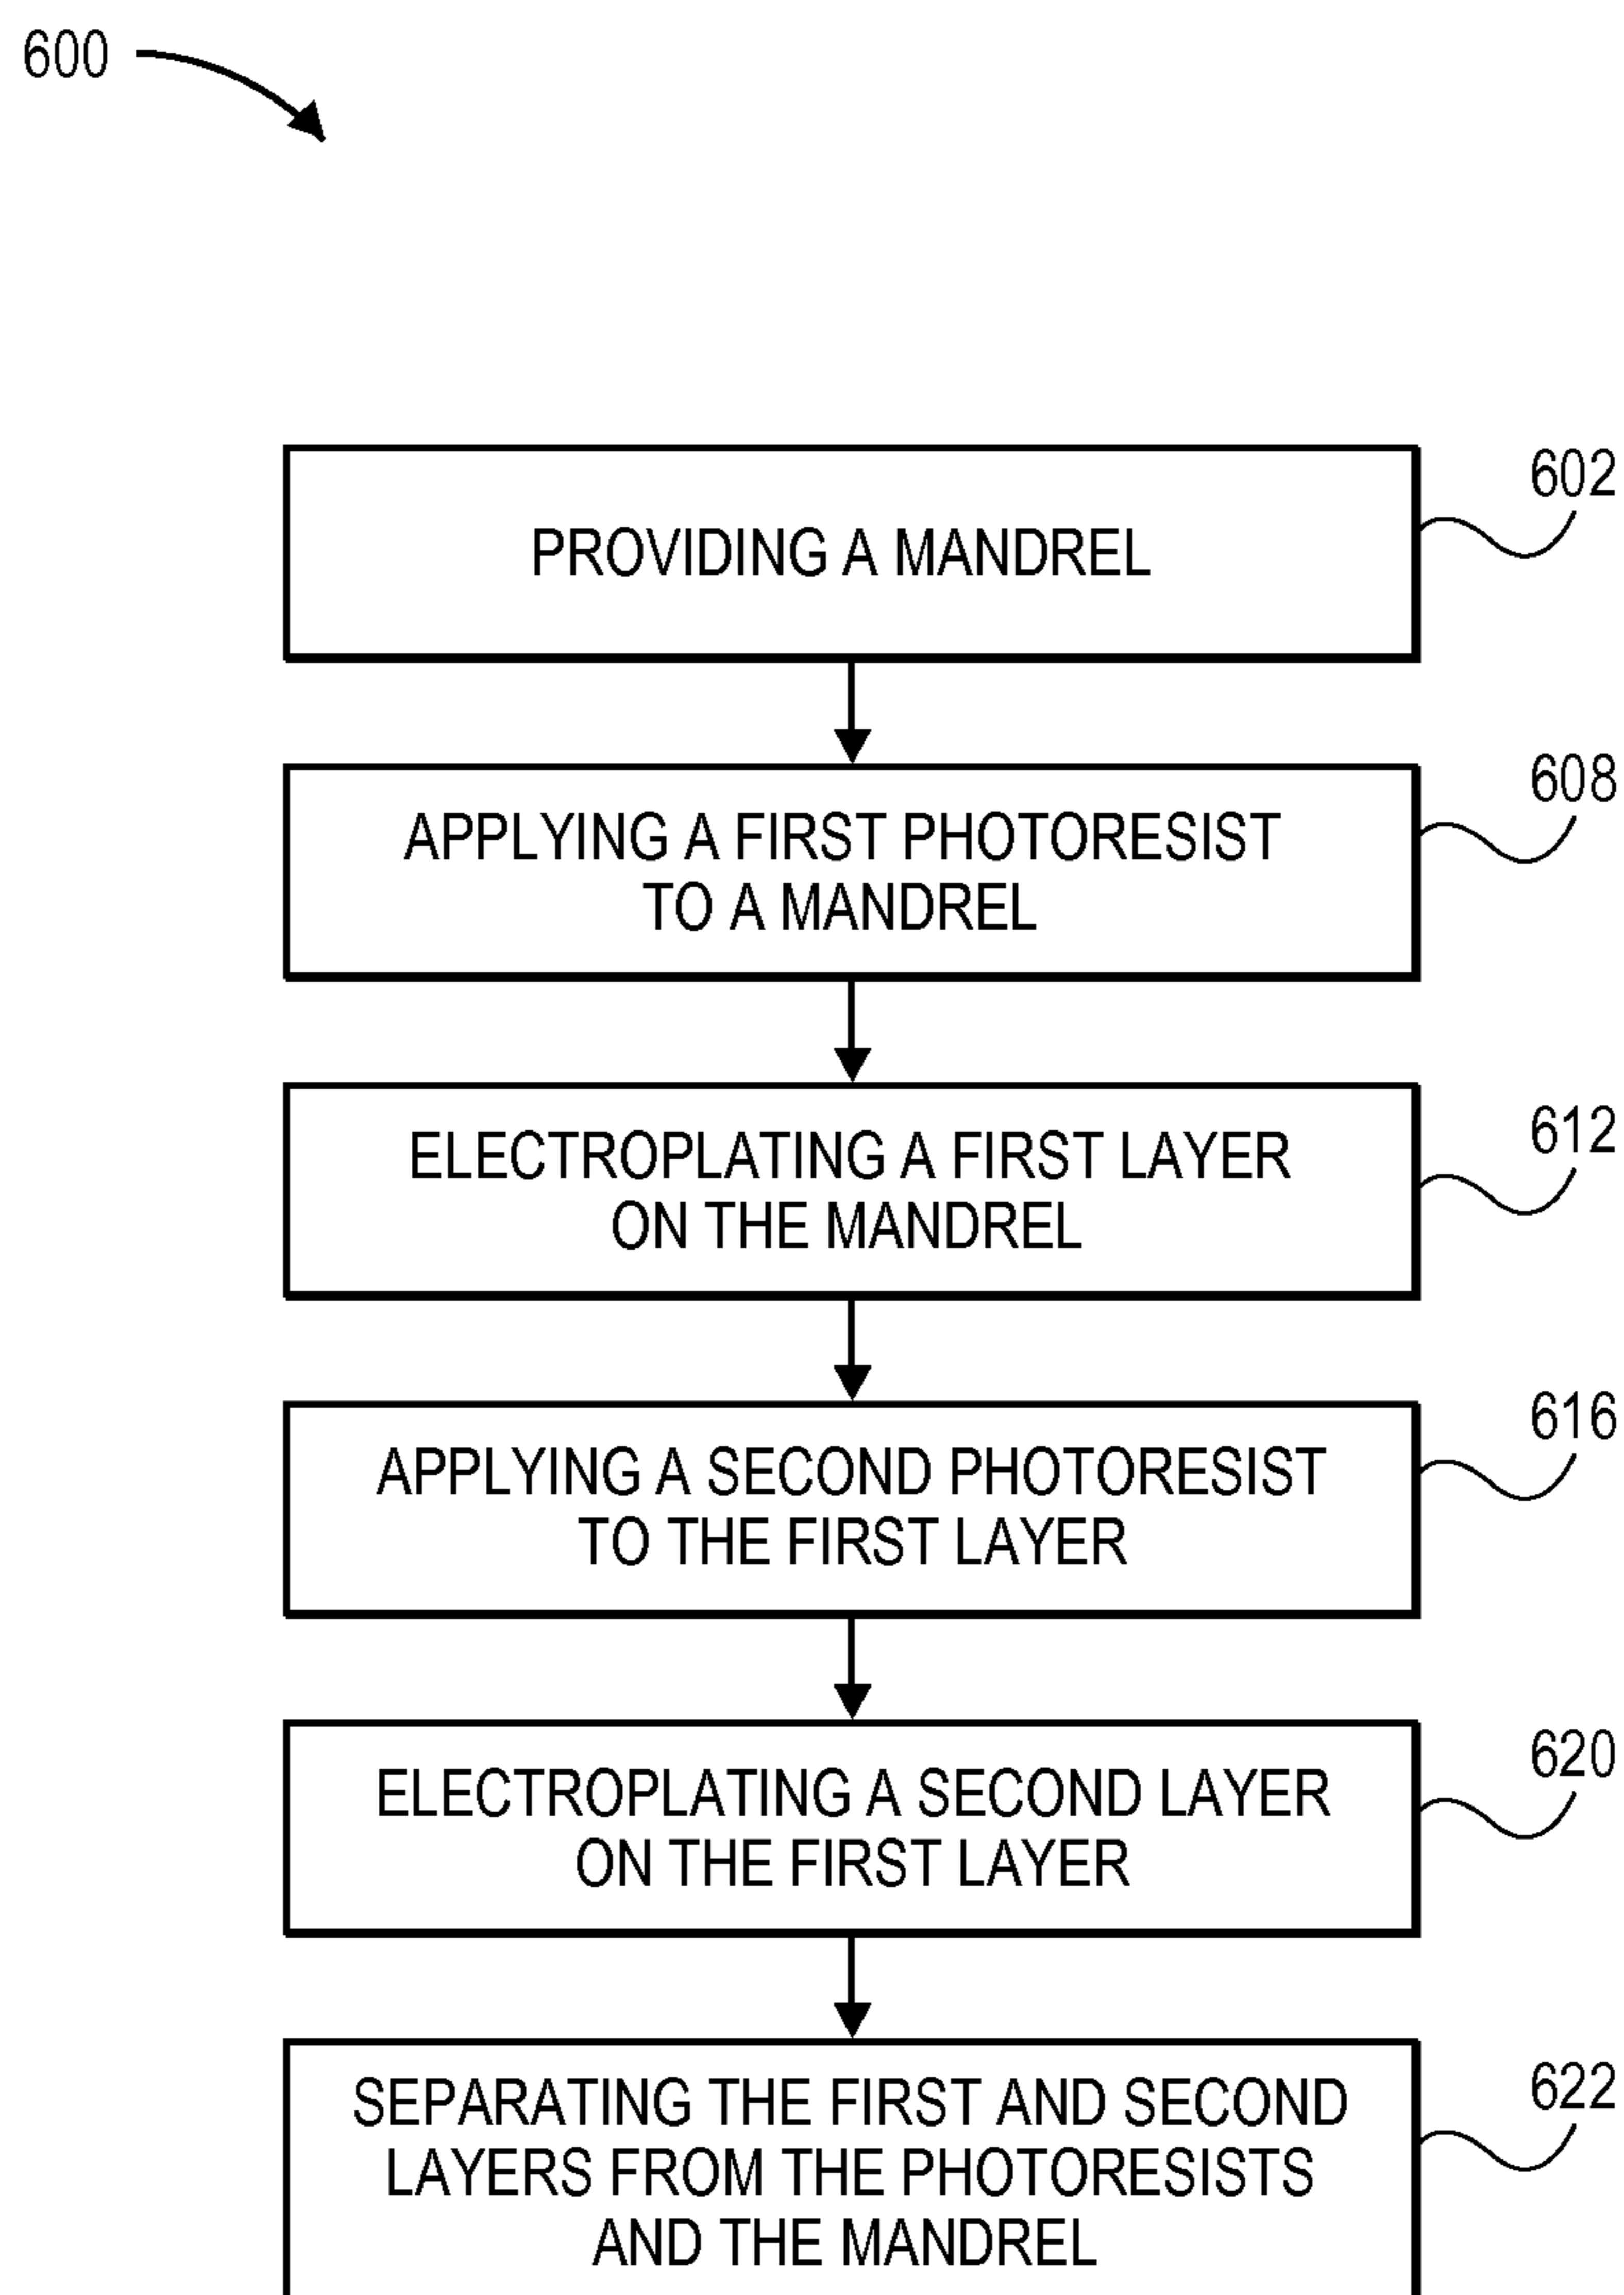 600
602
PROVIDING A MANDREL
608
APPLYING A FIRST PHOTORESIST
TO A MANDREL
612
ELECTROPLATING A FIRST LAYER
ON THE MANDREL
616
APPLYING A SECOND PHOTORESIST
TO THE FIRST LAYER
620
ELECTROPLATING A SECOND LAYER
ON THE FIRST LAYER
622
SEPARATING THE FIRST AND SECOND
LAYERS FROM THE PHOTORESISTS
AND THE MANDREL